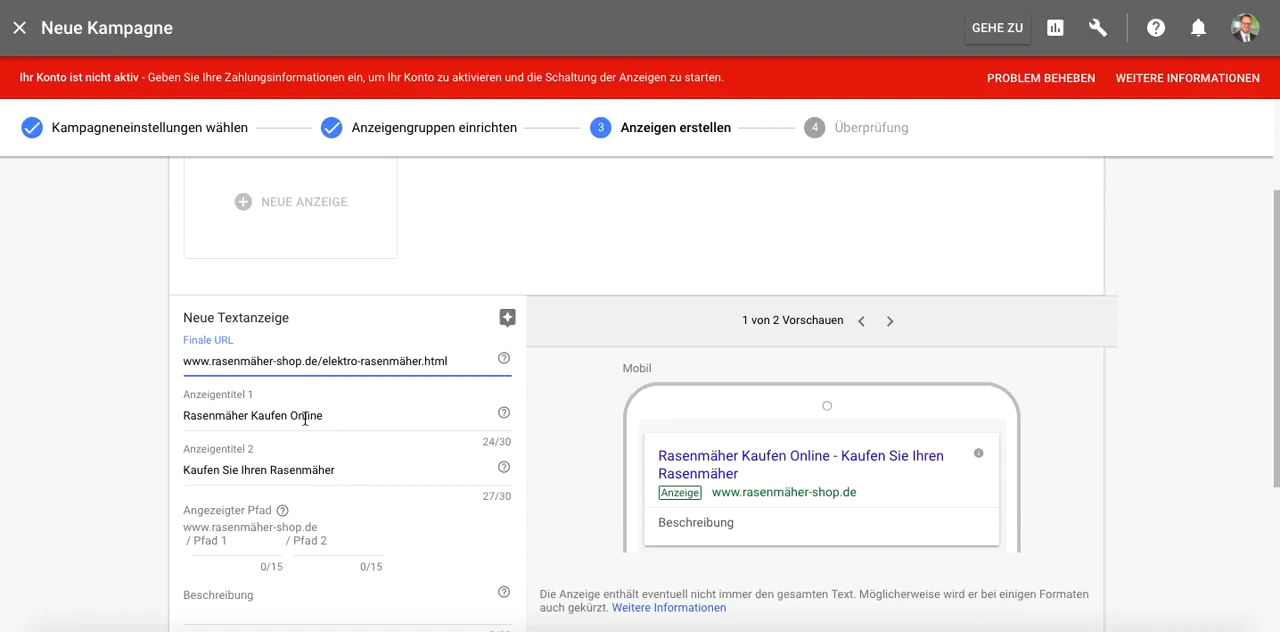 Neue Kampagne
GEHE ZU
Ihr Konto ist nicht aktiv - Geben Sie Ihre Zahlungsinformationen ein, um Ihr Konto zu aktivieren und die Schaltung der Anzeigen zu starten.
PROBLEM BEHEBEN
WEITERE INFORMATIONEN
Kampagneneinstellungen wählen
Anzeigengruppen einrichten
3 Anzeigen erstellen
4 Überprüfung
NEUE ANZEIGE
Neue Textanzeige
Finale URL
www.rasenmäher-shop.de/elektro-rasenmäher.html
Anzeigentitel 1
Rasenmäher Kaufen Online
24/30
Anzeigentitel 2
Kaufen Sie Ihren Rasenmäher
27/30
Angezeigter Pfad
www.rasenmäher-shop.de
/ Pfad 1 / Pfad 2
0/15 0/15
Beschreibung
1 von 2 Vorschauen
Mobil
Rasenmäher Kaufen Online - Kaufen Sie Ihren
Rasenmäher
Anzeige www.rasenmäher-shop.de
Beschreibung
Die Anzeige enthält eventuell nicht immer den gesamten Text. Möglicherweise wird er bei einigen Formaten
auch gekürzt. Weitere Informationen